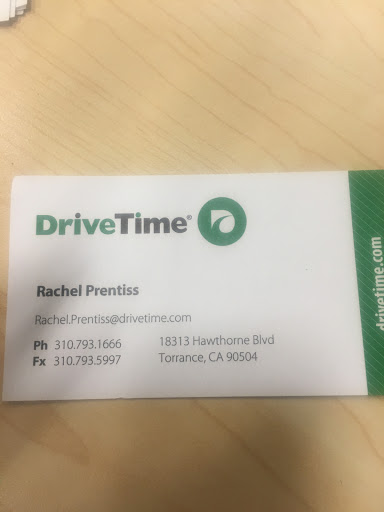 DriveTime®
Rachel Prentiss
Rachel.Prentiss@drivetime.com
Ph 310.793.1666
Fx 310.793.5997
18313 Hawthorne Blvd
Torrance, CA 90504
drivetime.com